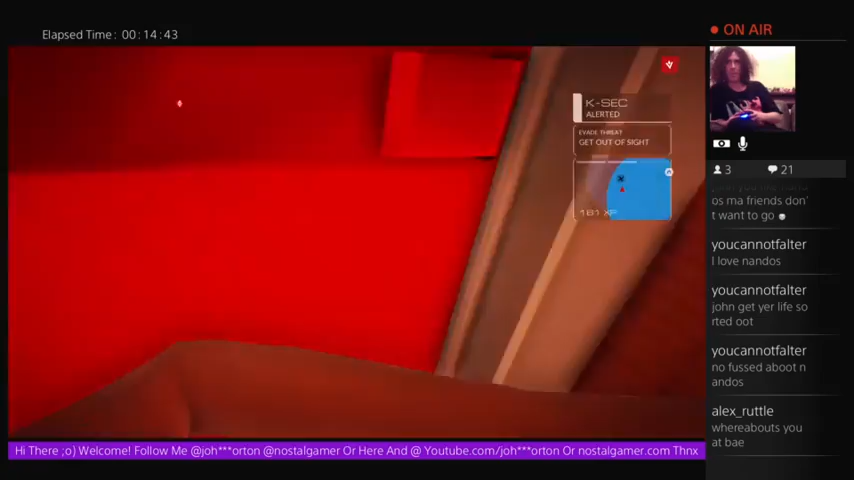 Elapsed Time: 00:14:43
ON AIR
K-SEC
ALERTED
EVADE THREAT
GET OUT OF SIGHT
3
21
181 XP
os ma friends don'
t want to go
youcannotfalter
I love nandos
youcannotfalter
john get yer life so
rted oot
youcannotfalter
no fussed aboot n
andos
alex_ruttle
whereabouts you
at bae
Hi There ;o) Welcome! Follow Me @joh***orton @nostalgamer Or Here And @ Youtube.com/joh***orton Or nostalgamer.com Thnx